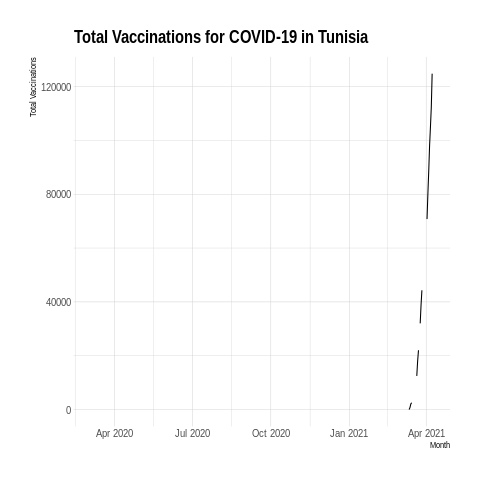 Total Vaccinations for COVID-19 in Tunisia
Total Vaccinations
120000
80000
40000
0
Apr 2020 Jul 2020 Oct 2020 Jan 2021 Apr 2021
Month